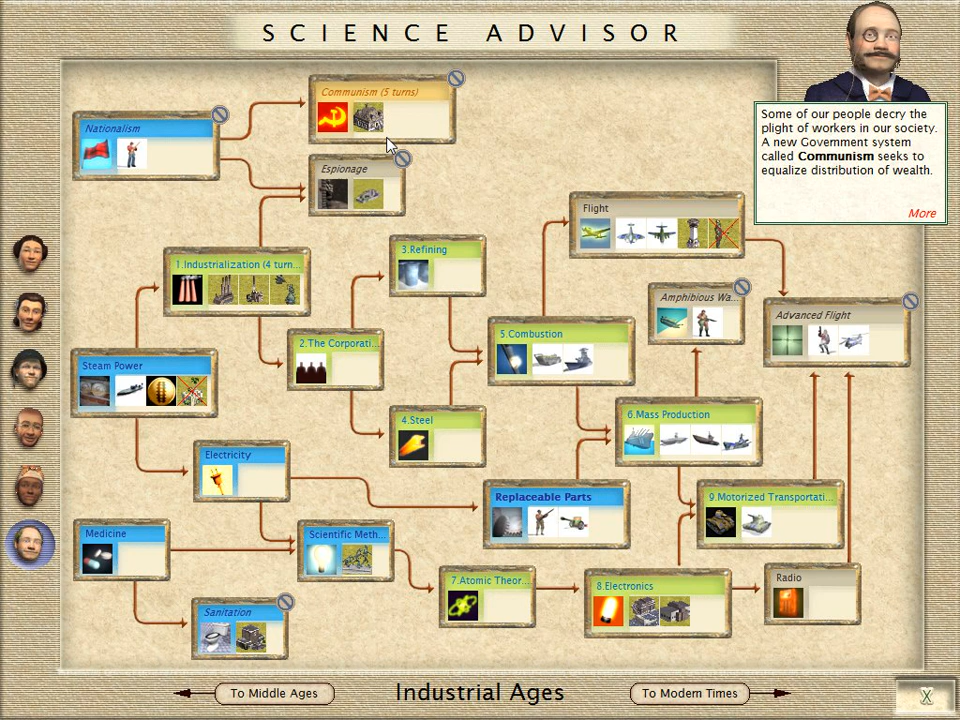 SCIENCE ADVISOR
Some of our people decry the
plight of workers in our society.
A new Government system
called Communism seeks to
equalize distribution of wealth.
More
Communism (5 turns)
Nationalism
Espionage
Flight
3.Refining
1.Industrialization (4 turn...
Amphibious Wa...
Advanced Flight
5.Combustion
2.The Corporati...
Steam Power
6.Mass Production
4.Steel
Electricity
Replaceable Parts
9.Motorized Transportati...
Medicine
Scientific Meth...
7.Atomic Theor...
8.Electronics
Radio
Sanitation
To Middle Ages
Industrial Ages
To Modern Times
X